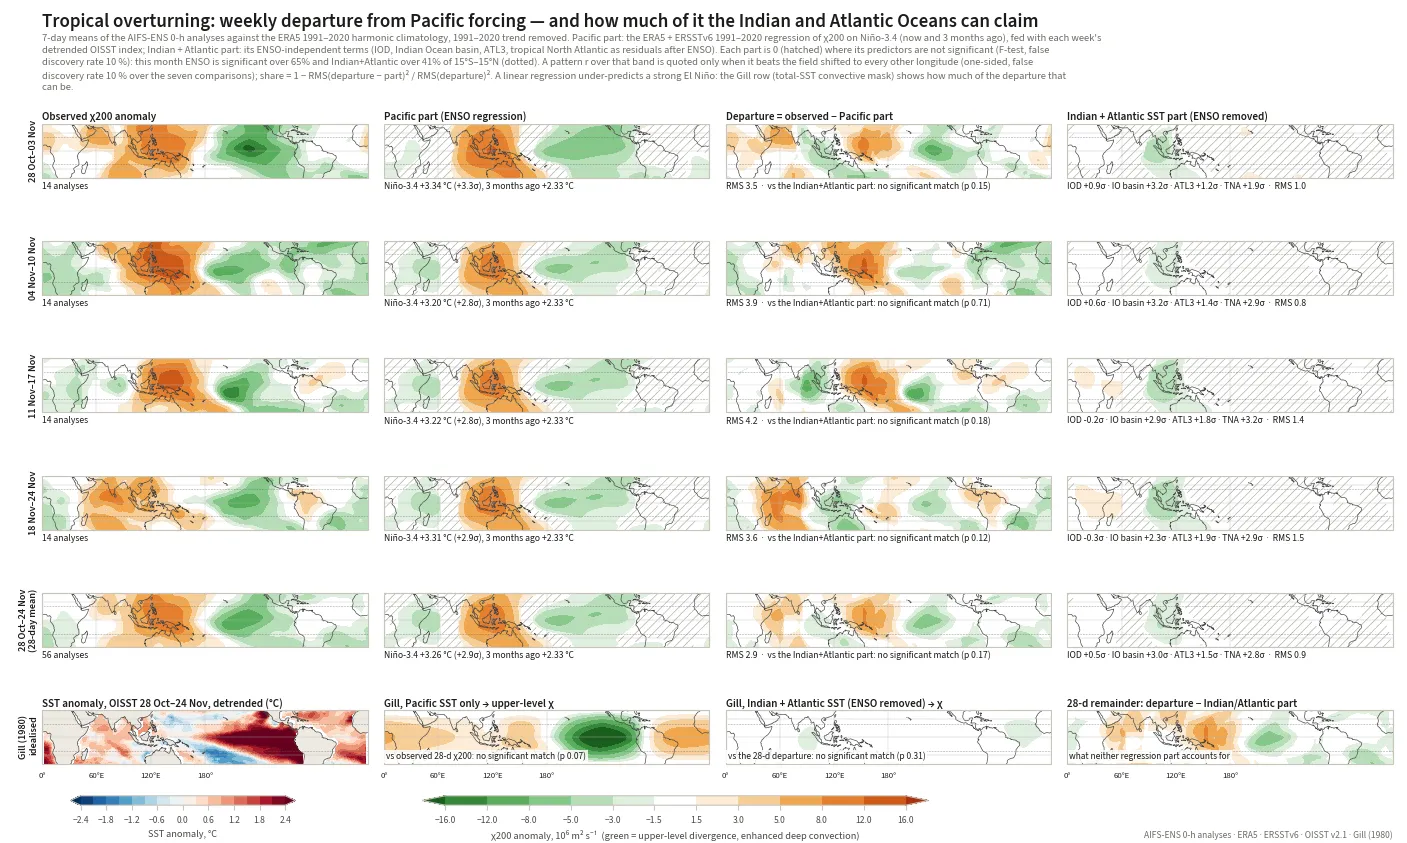 Tropical overturning: weekly departure from Pacific forcing — and how much of it the Indian and Atlantic Oceans can claim
7-day means of the AIFS-ENS 0-h analyses against the ERA5 1991–2020 harmonic climatology, 1991–2020 trend removed. Pacific part: the ERA5 + ERSSTv6 1991–2020 regression of χ200 on Niño-3.4 (now and 3 months ago), fed with each week's
detrended OISST index; Indian + Atlantic part: its ENSO-independent terms (IOD, Indian Ocean basin, ATL3, tropical North Atlantic as residuals after ENSO). Each part is 0 (hatched) where its predictors are not significant (F-test, false
discovery rate 10 %): this month ENSO is significant over 65% and Indian+Atlantic over 41% of 15°S–15°N (dotted). A pattern r over that band is quoted only when it beats the field shifted to every other longitude (one-sided, false
discovery rate 10 % over the seven comparisons); share = 1 − RMS(departure − part)² / RMS(departure)². A linear regression under-predicts a strong El Niño: the Gill row (total-SST convective mask) shows how much of the departure that
can be.
Observed χ200 anomaly
Pacific part (ENSO regression)
Departure = observed − Pacific part
Indian + Atlantic SST part (ENSO removed)
28 Oct–03 Nov
14 analyses
Niño-3.4 +3.34 °C (+3.3σ), 3 months ago +2.33 °C
RMS 3.5 · vs the Indian+Atlantic part: no significant match (p 0.15)
IOD +0.9σ · IO basin +3.2σ · ATL3 +1.2σ · TNA +1.9σ · RMS 1.0
04 Nov–10 Nov
14 analyses
Niño-3.4 +3.20 °C (+2.8σ), 3 months ago +2.33 °C
RMS 3.9 · vs the Indian+Atlantic part: no significant match (p 0.71)
IOD +0.6σ · IO basin +3.2σ · ATL3 +1.4σ · TNA +2.9σ · RMS 0.8
11 Nov–17 Nov
14 analyses
Niño-3.4 +3.22 °C (+2.8σ), 3 months ago +2.33 °C
RMS 4.2 · vs the Indian+Atlantic part: no significant match (p 0.18)
IOD -0.2σ · IO basin +2.9σ · ATL3 +1.8σ · TNA +3.2σ · RMS 1.4
18 Nov–24 Nov
14 analyses
Niño-3.4 +3.31 °C (+2.9σ), 3 months ago +2.33 °C
RMS 3.6 · vs the Indian+Atlantic part: no significant match (p 0.12)
IOD -0.3σ · IO basin +2.3σ · ATL3 +1.9σ · TNA +2.9σ · RMS 1.5
28 Oct–24 Nov
(28-day mean)
56 analyses
Niño-3.4 +3.26 °C (+2.9σ), 3 months ago +2.33 °C
RMS 2.9 · vs the Indian+Atlantic part: no significant match (p 0.17)
IOD +0.5σ · IO basin +3.0σ · ATL3 +1.5σ · TNA +2.8σ · RMS 0.9
SST anomaly, OISST 28 Oct–24 Nov, detrended (°C)
Gill, Pacific SST only → upper-level χ
Gill, Indian + Atlantic SST (ENSO removed) → χ
28-d remainder: departure − Indian/Atlantic part
Gill (1980)
idealised
vs observed 28-d χ200: no significant match (p 0.07)
vs the 28-d departure: no significant match (p 0.31)
what neither regression part accounts for
0° 60°E 120°E 180°
0° 60°E 120°E 180°
0° 60°E 120°E 180°
0° 60°E 120°E 180°
−2.4 −1.8 −1.2 −0.6 0.0 0.6 1.2 1.8 2.4
SST anomaly, °C
−16.0 −12.0 −8.0 −5.0 −3.0 −1.5 1.5 3.0 5.0 8.0 12.0 16.0
χ200 anomaly, 10⁶ m² s⁻¹ (green = upper-level divergence, enhanced deep convection)
AIFS-ENS 0-h analyses · ERA5 · ERSSTv6 · OISST v2.1 · Gill (1980)